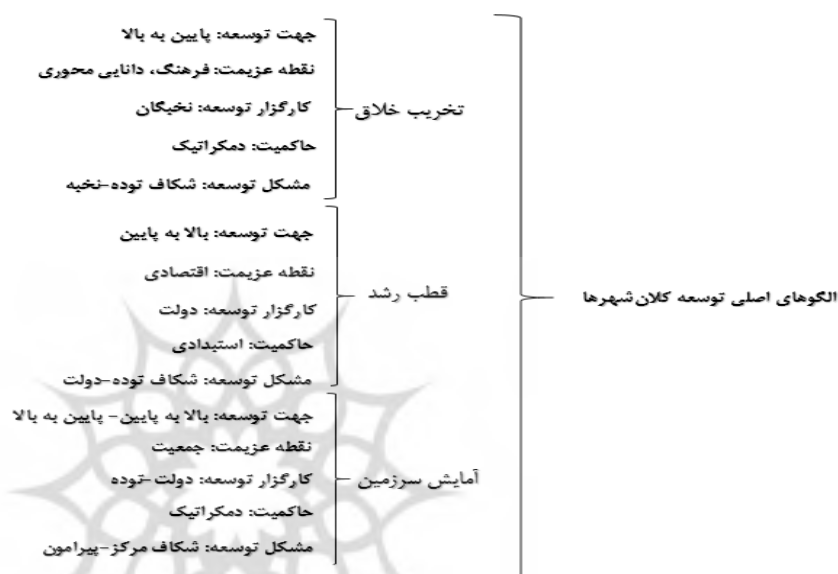 الگوهای اصلی توسعه کلان‌شهرها
تخریب خلاق
جهت توسعه: پایین به بالا
نقطه عزیمت: فرهنگ، دانایی محوری
کارگزار توسعه: نخبگان
حاکمیت: دمکراتیک
مشکل توسعه: شکاف توده-نخبه
قطب رشد
جهت توسعه: بالا به پایین
نقطه عزیمت: اقتصادی
کارگزار توسعه: دولت
حاکمیت: استبدادی
مشکل توسعه: شکاف توده-دولت
آمایش سرزمین
جهت توسعه: بالا به پایین- پایین به بالا
نقطه عزیمت: جمعیت
کارگزار توسعه: دولت-توده
حاکمیت: دمکراتیک
مشکل توسعه: شکاف مرکز-پیرامون